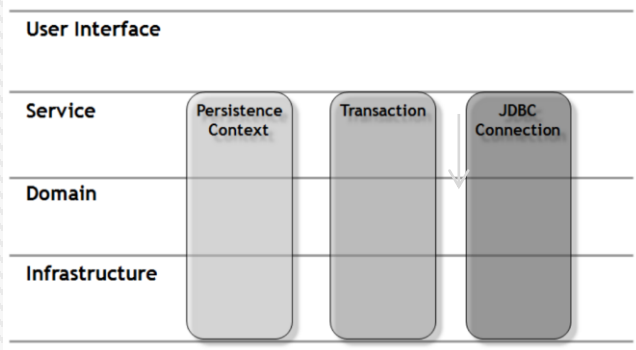 User Interface
Service
Persistence
Context
Transaction
JDBC
Connection
Domain
Infrastructure